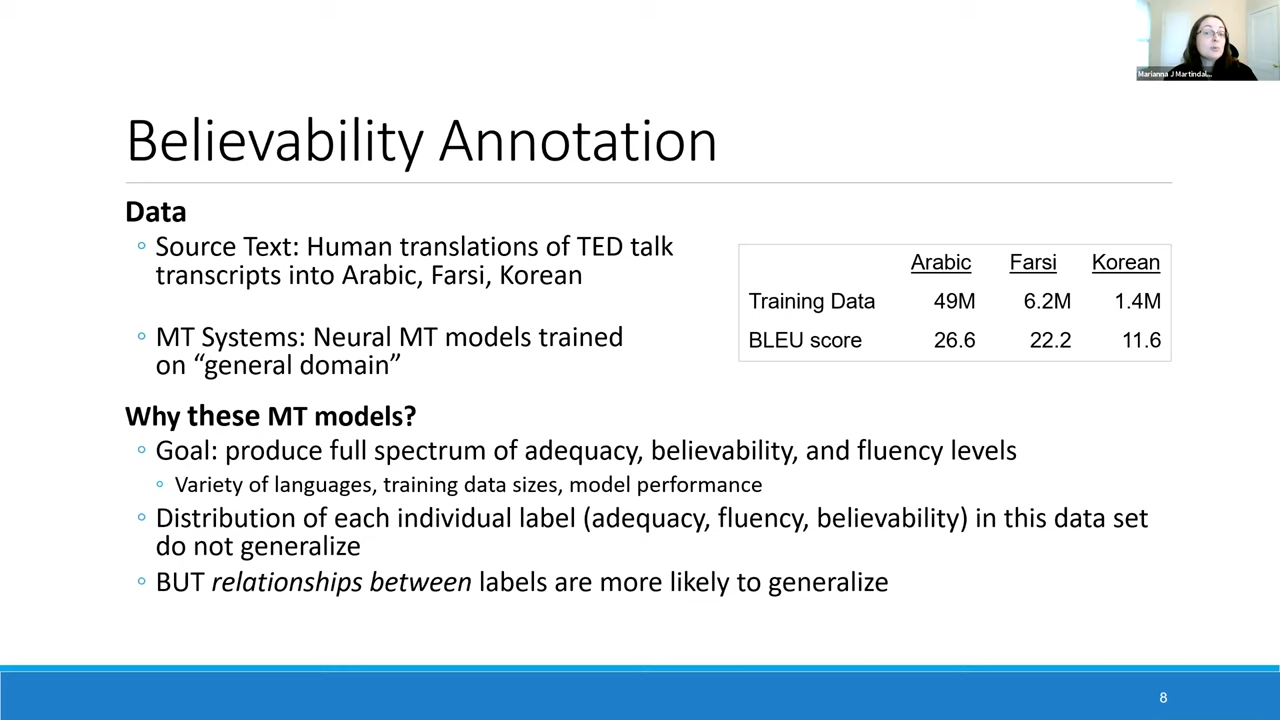 Marianna J Martindal...
Believability Annotation
Data
◦ Source Text: Human translations of TED talk
transcripts into Arabic, Farsi, Korean
◦ MT Systems: Neural MT models trained
on “general domain”
Arabic Farsi Korean
Training Data 49M 6.2M 1.4M
BLEU score 26.6 22.2 11.6
Why these MT models?
◦ Goal: produce full spectrum of adequacy, believability, and fluency levels
◦ Variety of languages, training data sizes, model performance
◦ Distribution of each individual label (adequacy, fluency, believability) in this data set
do not generalize
◦ BUT relationships between labels are more likely to generalize
8